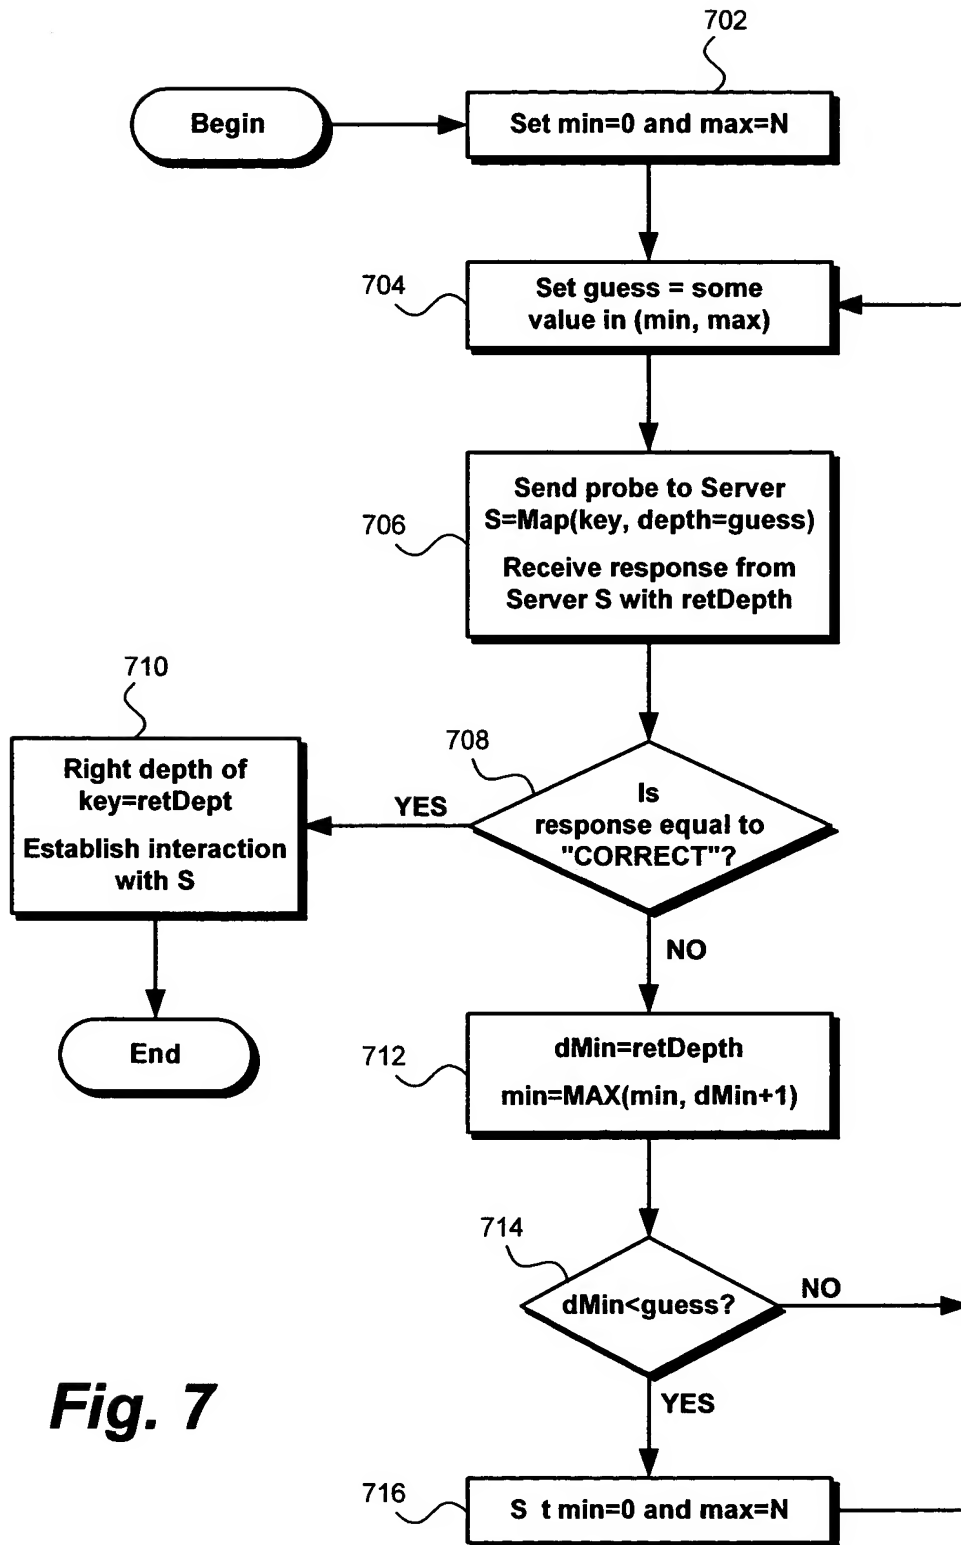 702
Begin
Set min=0 and max=N
704
Set guess = some
value in (min, max)
706
Send probe to Server
S=Map(key, depth=guess)
Receive response from
Server S with retDepth
710
Right depth of
key=retDept
Establish interaction
with S
708
YES
Is
response equal to
"CORRECT"?
NO
End
712
dMin=retDepth
min=MAX(min, dMin+1)
714
dMin<guess?
NO
YES
Fig. 7
716
S t min=0 and max=N